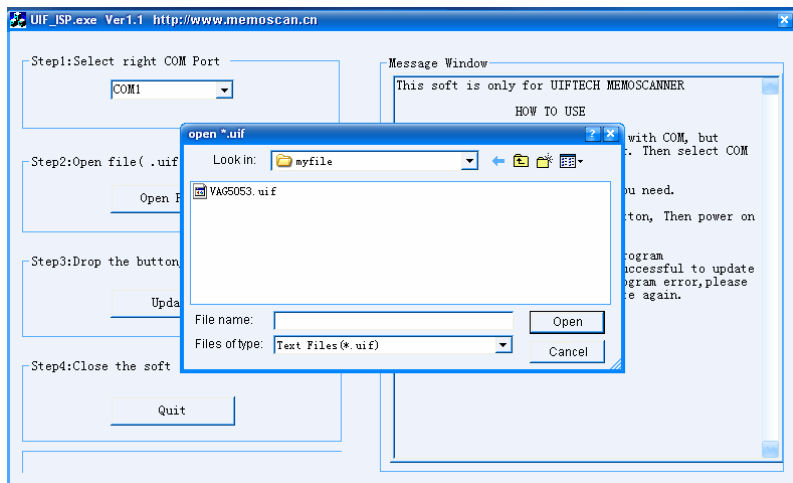 UIF_ISP.exe Ver1.1 http://www.memoscan.cn
Step1:Select right COM Port
COM1
Step2:Open file( .uif
Open F
Step3:Drop the button
Upda
Step4:Close the soft
Quit
Message Window
This soft is only for UIFTECH MEMOSCANNER
HOW TO USE
with COM, but
. Then select COM
ou need.
ton, Then power on
rogram
uccessful to update
ogram error,please
e again.
open *.uif
Look in:
myfile
VAG5053.uif
File name:
Open
Files of type:
Text Files(*.uif)
Cancel